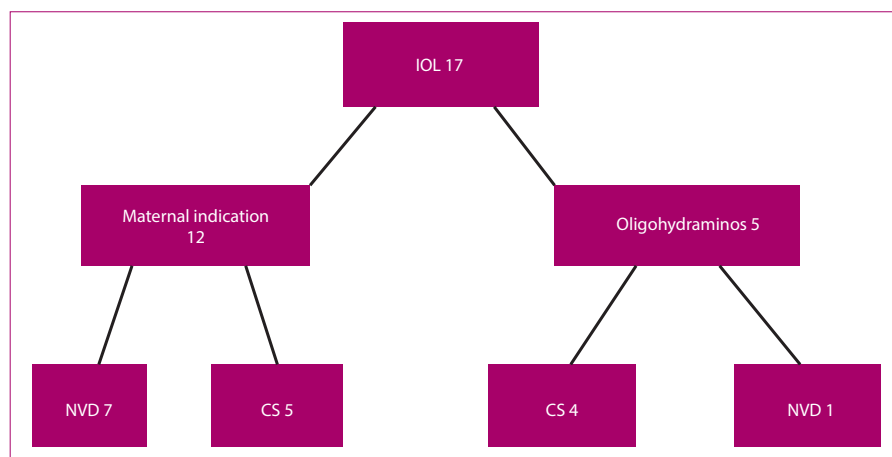 IOL 17
Maternal indication
12
Oligohydraminos 5
NVD 7
CS 5
CS 4
NVD 1